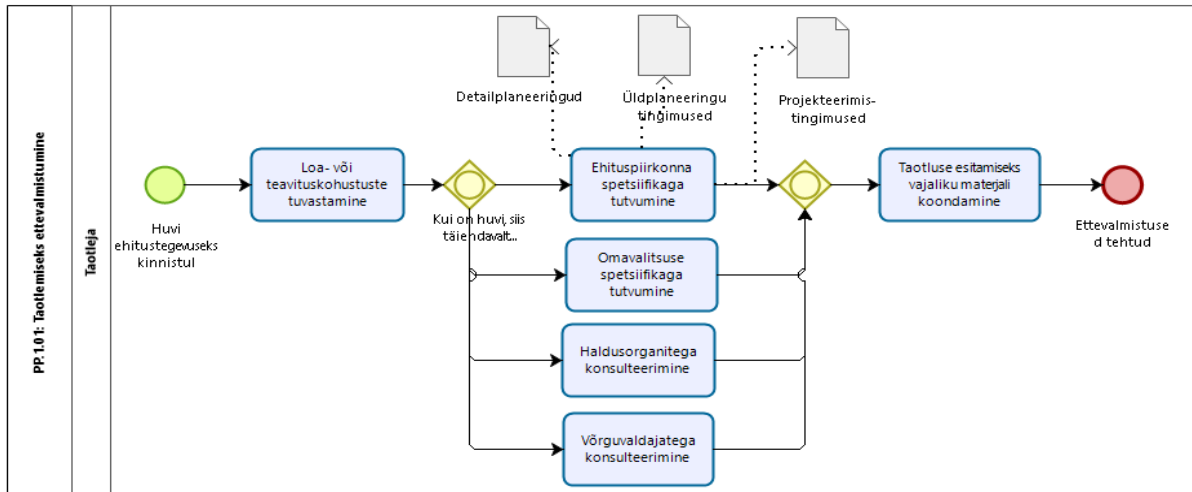 PP.1.01: Taotlemiseks ettevalmistumine
Taotleja
Huvi
ehitustegevuseks
kinnistul
Loa- või
teavituskohustuste
tuvastamine
Kui on huvi, siis
täiendavalt...
Detailplaneeringud
Üldplaneeringu
tingimused
Projekteerimis-
tingimused
Ehituspiirkonna
spetsiifikaga
tutvumine
Omavalitsuse
spetsiifikaga
tutvumine
Haldusorganitega
konsulteerimine
Võrguvaldajatega
konsulteerimine
Taotluse esitamiseks
vajaliku materjali
koondamine
Ettevalmistuse
d tehtud